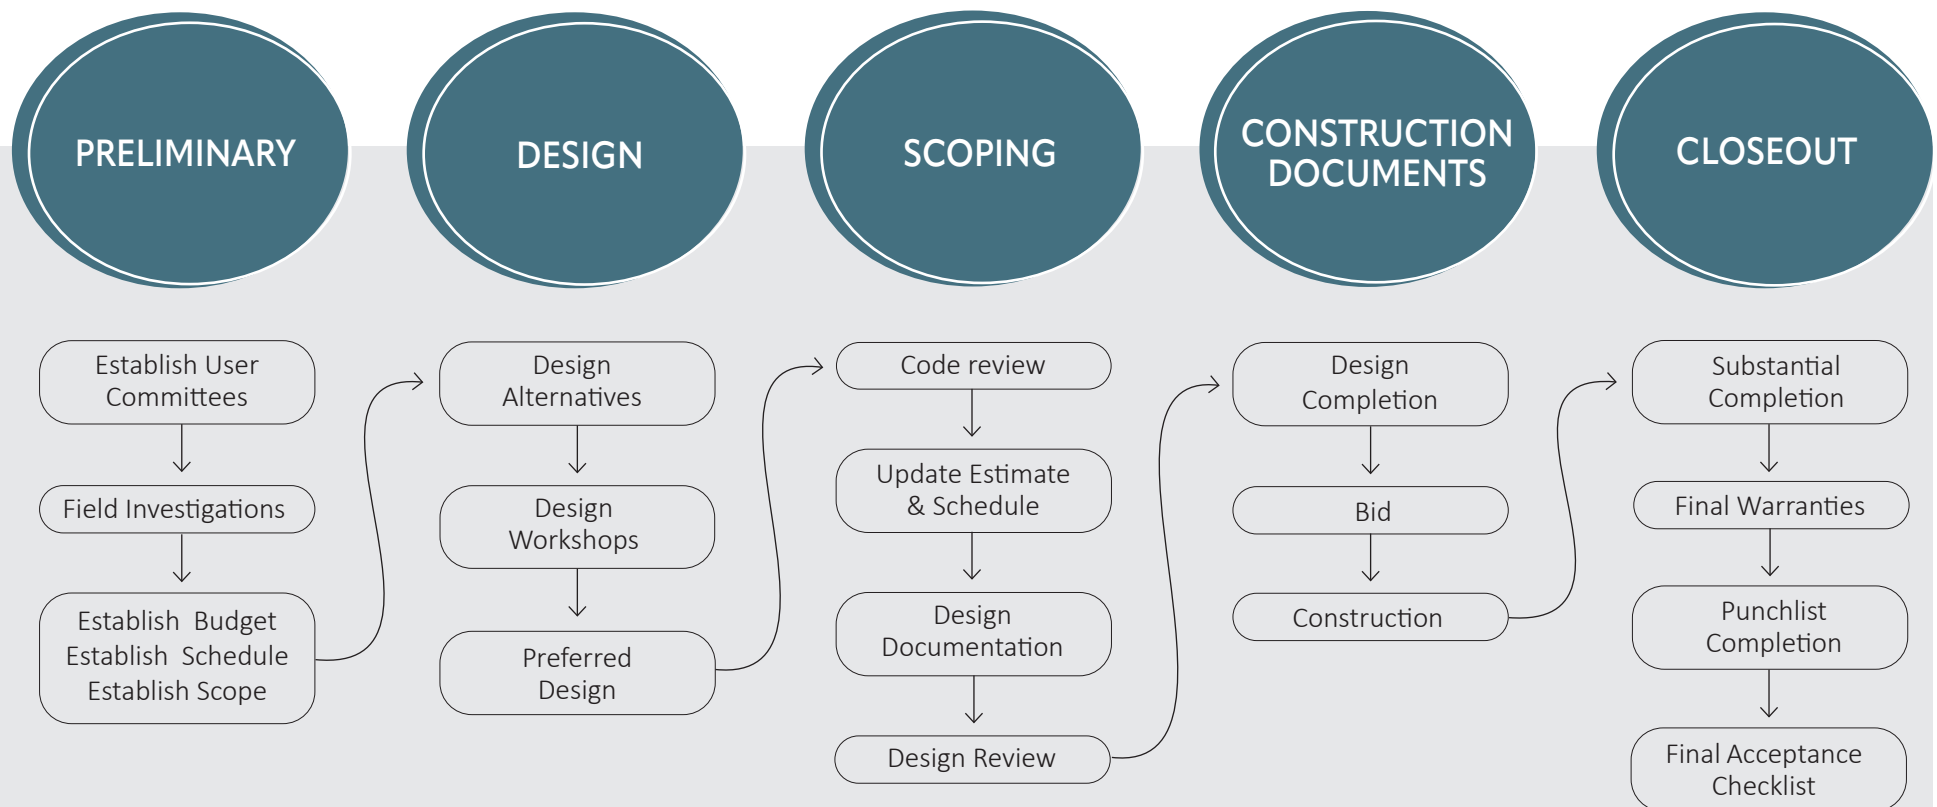 PRELIMINARY
DESIGN
SCOPING
CONSTRUCTION
DOCUMENTS
CLOSEOUT
Establish User
Committees
Field Investigations
Establish Budget
Establish Schedule
Establish Scope
Design
Alternatives
Design
Workshops
Preferred
Design
Code review
Update Estimate
& Schedule
Design
Documentation
Design Review
Design
Completion
Bid
Construction
Substantial
Completion
Final Warranties
Punchlist
Completion
Final Acceptance
Checklist